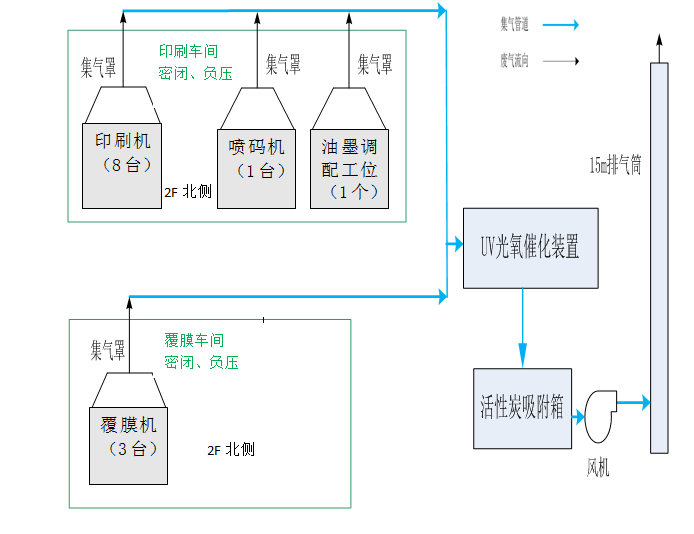 集气管道
废气流向
印刷车间
密闭、负压
集气罩
集气罩
集气罩
印刷机
（8台）
喷码机
（1台）
油墨调
配工位
（1个）
2F 北侧
15m排气筒
UV光氧催化装置
覆膜车间
密闭、负压
集气罩
覆膜机
（3台）
2F 北侧
活性炭吸附箱
风机